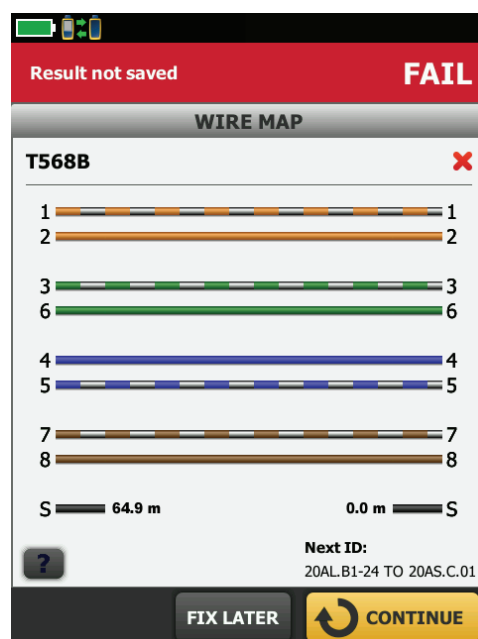 Result not saved FAIL
WIRE MAP
T568B
1 1
2 2
3 3
6 6
4 4
5 5
7 7
8 8
S 64.9 m 0.0 m S
Next ID:
? 20AL.B1-24 TO 20AS.C.01
FIX LATER CONTINUE